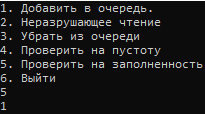 1. Добавить в очередь.
2. Неразрушающее чтение
3. Убрать из очереди
4. Проверить на пустоту
5. Проверить на заполненность
6. Выйти
5
1